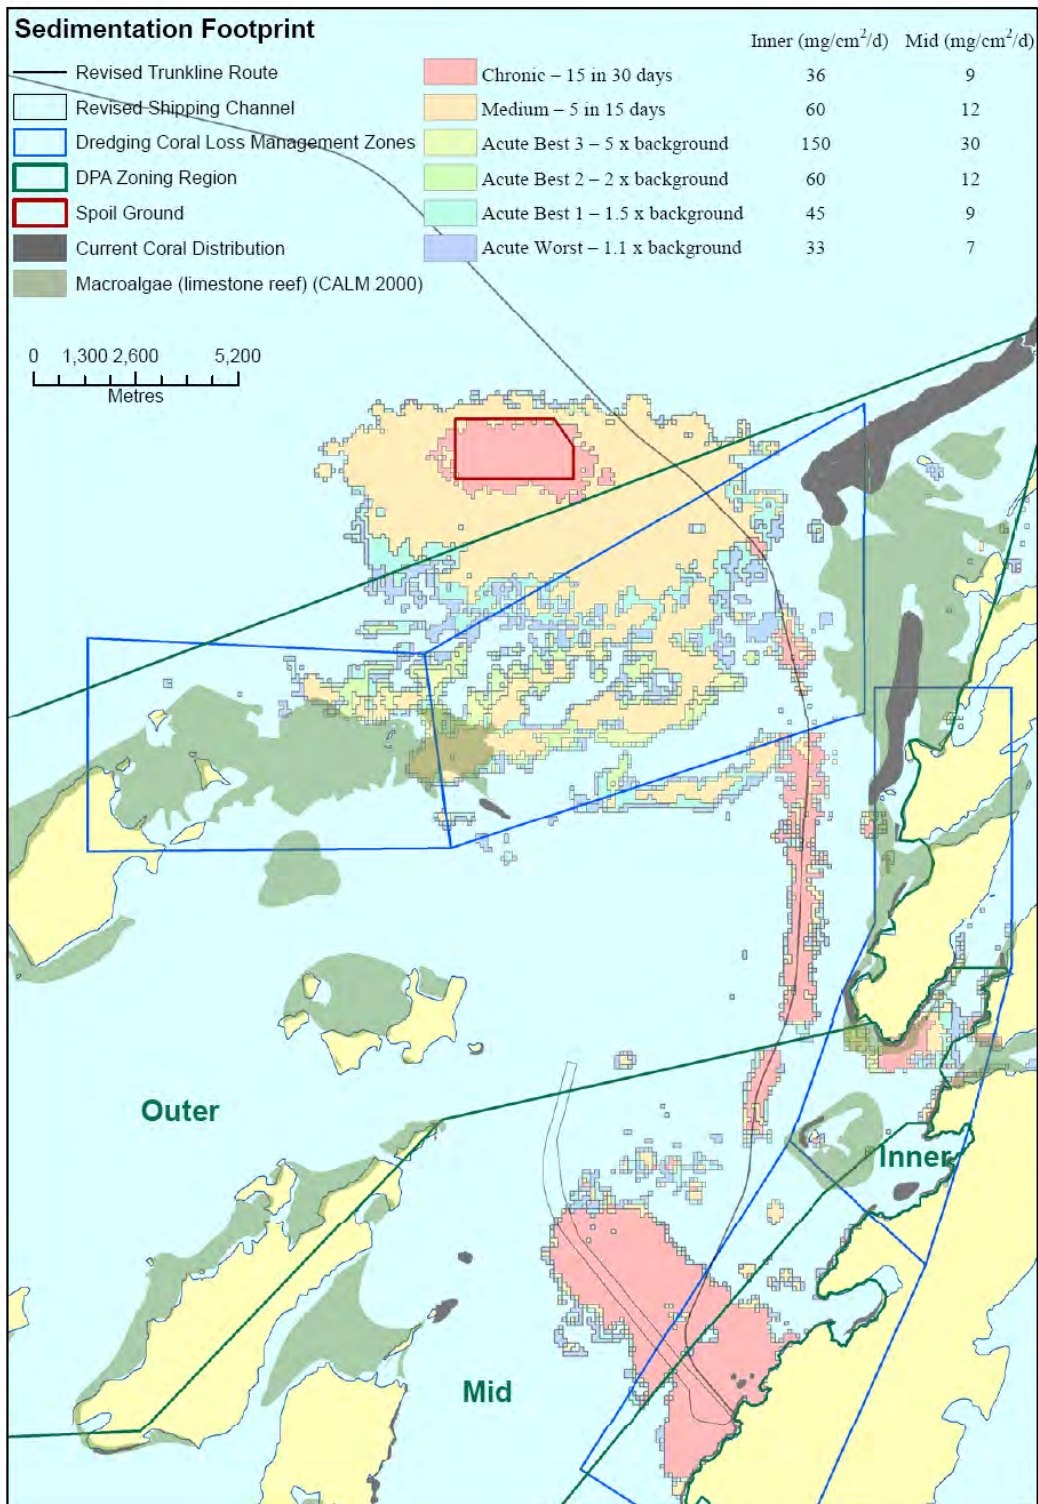 Sedimentation Footprint
Inner (mg/cm²/d) Mid (mg/cm²/d)
Revised Trunkline Route
Chronic – 15 in 30 days 36 9
Revised Shipping Channel
Medium – 5 in 15 days 60 12
Dredging Coral Loss Management Zones
Acute Best 3 – 5 x background 150 30
DPA Zoning Region
Acute Best 2 – 2 x background 60 12
Spoil Ground
Acute Best 1 – 1.5 x background 45 9
Current Coral Distribution
Acute Worst – 1.1 x background 33 7
Macroalgae (limestone reef) (CALM 2000)
0 1,300 2,600 5,200
Metres
Outer
Inner
Mid